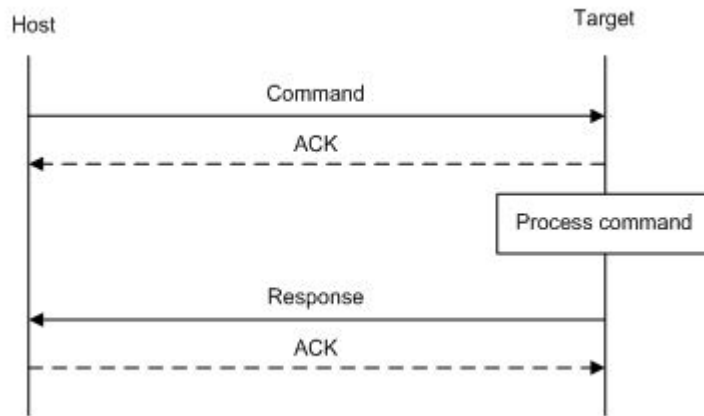 Host
Target
Command
ACK
Process command
Response
ACK